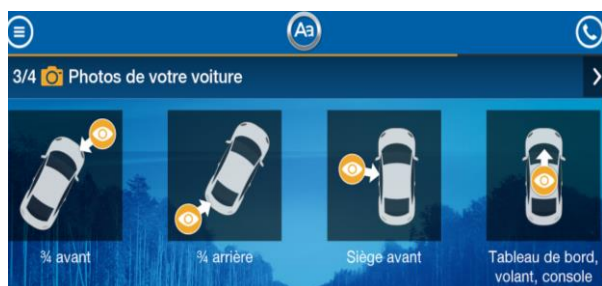 Aa
3/4 Photos de votre voiture
¾ avant
¾ arrière
Siège avant
Tableau de bord,
volant, console